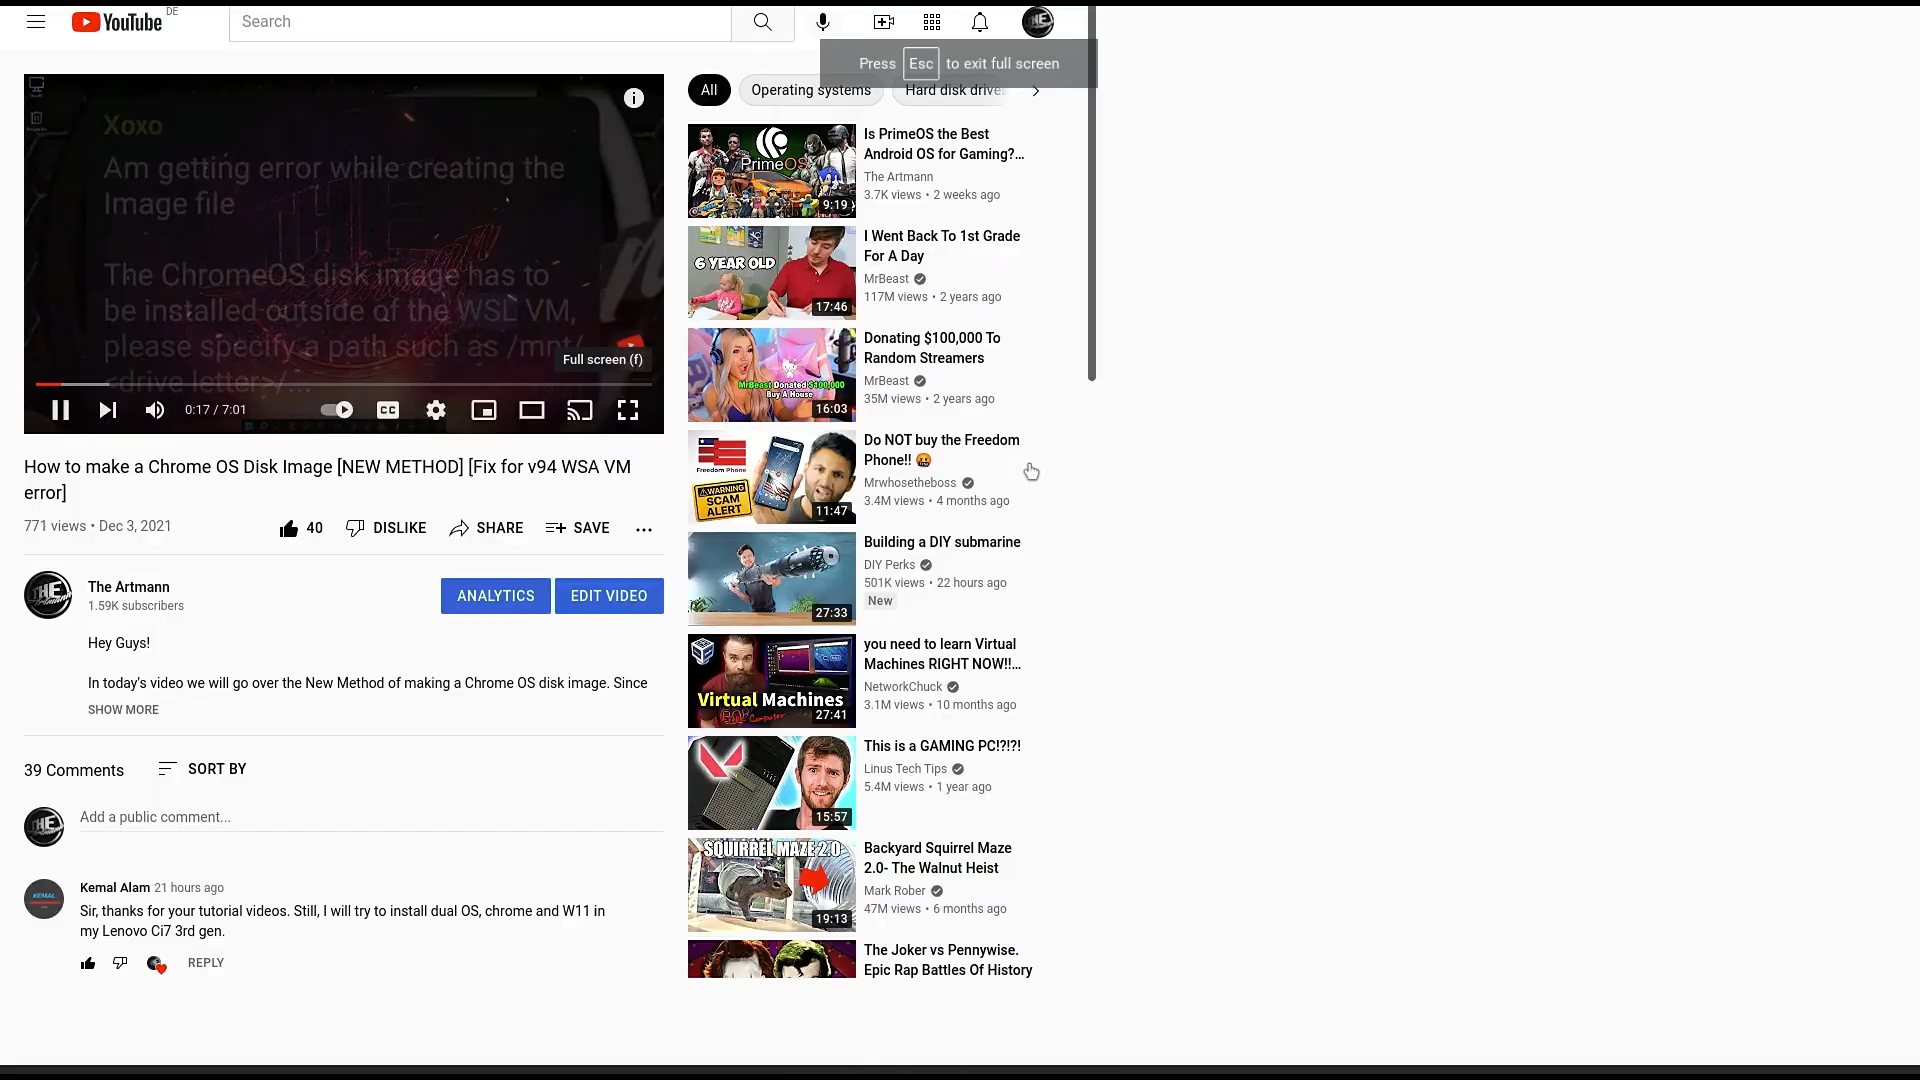 YouTube
DE
Search
Press Esc to exit full screen
All
Operating systems
Hard disk drives
Xoxo
Am getting error while creating the
Image file
The ChromeOS disk image has to
be installed outside of the WSL VM,
please specify a path such as /mnt/
<drive letter>/...
Full screen (f)
0:17 / 7:01
CC
How to make a Chrome OS Disk Image [NEW METHOD] [Fix for v94 WSA VM
error]
771 views • Dec 3, 2021
40
DISLIKE
SHARE
SAVE
The Artmann
1.59K subscribers
ANALYTICS
EDIT VIDEO
Hey Guys!
In today's video we will go over the New Method of making a Chrome OS disk image. Since
SHOW MORE
39 Comments
SORT BY
Add a public comment...
Kemal Alam 21 hours ago
Sir, thanks for your tutorial videos. Still, I will try to install dual OS, chrome and W11 in
my Lenovo Ci7 3rd gen.
REPLY
PrimeOS
9:19
Is PrimeOS the Best
Android OS for Gaming?...
The Artmann
3.7K views • 2 weeks ago
6 YEAR OLD
17:46
I Went Back To 1st Grade
For A Day
MrBeast
117M views • 2 years ago
MrBeast Donated $100,000
Buy A House
16:03
Donating $100,000 To
Random Streamers
MrBeast
35M views • 2 years ago
Freedom Phone
WARNING
SCAM
ALERT
11:47
Do NOT buy the Freedom
Phone!! 🤬
Mrwhosetheboss
3.4M views • 4 months ago
27:33
Building a DIY submarine
DIY Perks
501K views • 22 hours ago
New
Virtual Machines
27:41
you need to learn Virtual
Machines RIGHT NOW!!...
NetworkChuck
3.1M views • 10 months ago
15:57
This is a GAMING PC!?!?!
Linus Tech Tips
5.4M views • 1 year ago
SQUIRREL MAZE 2.0
19:13
Backyard Squirrel Maze
2.0- The Walnut Heist
Mark Rober
47M views • 6 months ago
The Joker vs Pennywise.
Epic Rap Battles Of History